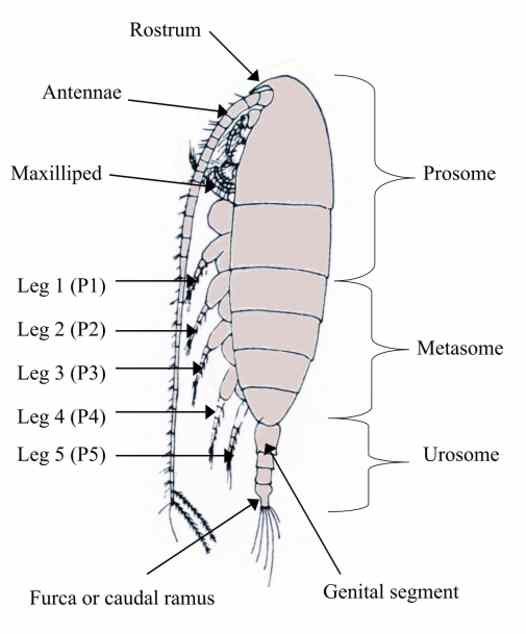 Rostrum
Antennae
Maxilliped
Prosome
Leg 1 (P1)
Leg 2 (P2)
Metasome
Leg 3 (P3)
Leg 4 (P4)
Leg 5 (P5)
Urosome
Furca or caudal ramus
Genital segment